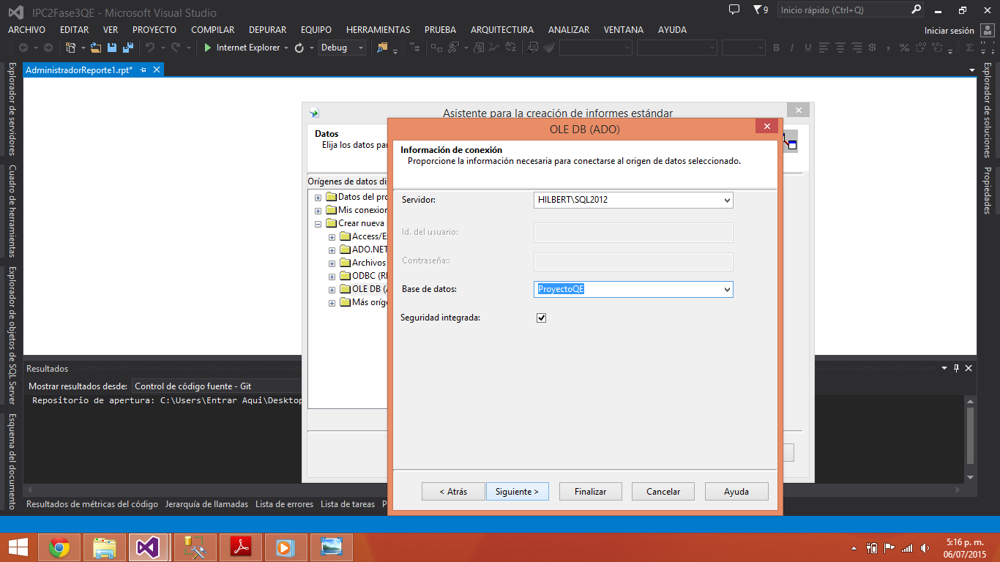 IPC2Fase3QE - Microsoft Visual Studio
9
Inicio rápido (Ctrl+Q)
ARCHIVO EDITAR VER PROYECTO COMPILAR DEPURAR EQUIPO HERRAMIENTAS PRUEBA ARQUITECTURA ANALIZAR VENTANA AYUDA
Iniciar sesión
Internet Explorer
Debug
AdministradorReporte1.rpt*
Explorador de servidores
Cuadro de herramientas
Explorador de objetos de SQL Server
Esquema del documento
Explorador de soluciones
Propiedades
Asistente para la creación de informes estándar
Datos
Elija los datos par
Orígenes de datos di
Datos del pro
Mis conexion
Crear nueva
Access/E
ADO.NET
Archivos
ODBC (R
OLE DB (A
Más oríge
OLE DB (ADO)
Información de conexión
Proporcione la información necesaria para conectarse al origen de datos seleccionado.
Servidor: HILBERT\SQL2012
Id. del usuario:
Contraseña::
Base de datos: ProyectoQE
Seguridad integrada:
< Atrás Siguiente > Finalizar Cancelar Ayuda
Resultados
Mostrar resultados desde: Control de código fuente - Git
Repositorio de apertura: C:\Users\Entrar Aqui\Desktop
Resultados de métricas del código Jerarquía de llamadas Lista de errores Lista de tareas P
5:16 p. m.
06/07/2015